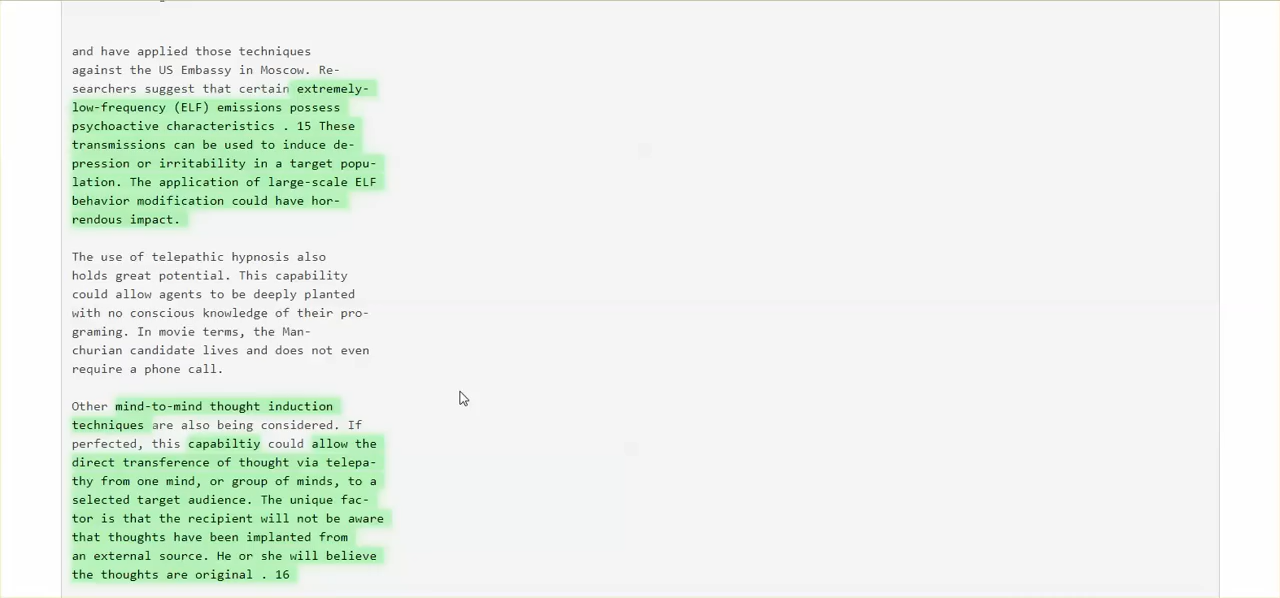 and have applied those techniques
against the US Embassy in Moscow. Re-
searchers suggest that certain extremely-
low-frequency (ELF) emissions possess
psychoactive characteristics . 15 These
transmissions can be used to induce de-
pression or irritability in a target popu-
lation. The application of large-scale ELF
behavior modification could have hor-
rendous impact.
The use of telepathic hypnosis also
holds great potential. This capability
could allow agents to be deeply planted
with no conscious knowledge of their pro-
graming. In movie terms, the Man-
churian candidate lives and does not even
require a phone call.
Other mind-to-mind thought induction
techniques are also being considered. If
perfected, this capabiltiy could allow the
direct transference of thought via telepa-
thy from one mind, or group of minds, to a
selected target audience. The unique fac-
tor is that the recipient will not be aware
that thoughts have been implanted from
an external source. He or she will believe
the thoughts are original . 16